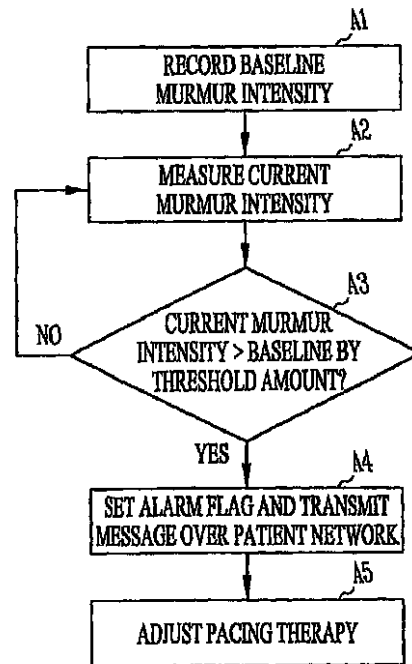 A1
RECORD BASELINE
MURMUR INTENSITY
A2
MEASURE CURRENT
MURMUR INTENSITY
A3
CURRENT MURMUR
INTENSITY > BASELINE BY
THRESHOLD AMOUNT?
NO
YES
A4
SET ALARM FLAG AND TRANSMIT
MESSAGE OVER PATIENT NETWORK
A5
ADJUST PACING THERAPY